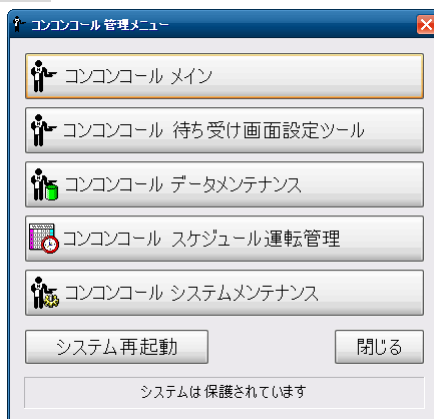 コンコンコール 管理メニュー
コンコンコール メイン
コンコンコール 待ち受け画面設定ツール
コンコンコール データメンテナンス
コンコンコール スケジュール運転管理
コンコンコール システムメンテナンス
システム再起動 閉じる
システムは保護されています